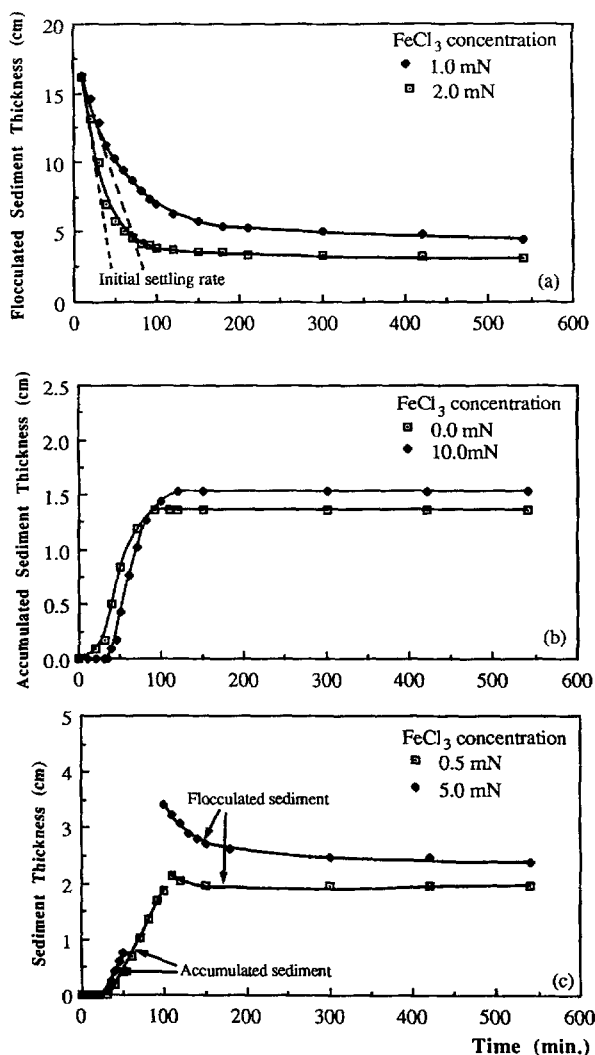 Flocculated Sediment Thickness (cm)
20
15
10
5
0
FeCl3 concentration
1.0 mN
2.0 mN
Initial settling rate
(a)
0 100 200 300 400 500 600
Accumulated Sediment Thickness (cm)
2.5
2.0
1.5
1.0
0.5
0.0
FeCl3 concentration
0.0 mN
10.0mN
(b)
0 100 200 300 400 500 600
Sediment Thickness (cm)
5
4
3
2
1
0
FeCl3 concentration
0.5 mN
5.0 mN
Flocculated sediment
Accumulated sediment
(c)
0 100 200 300 400 500 600
Time (min.)